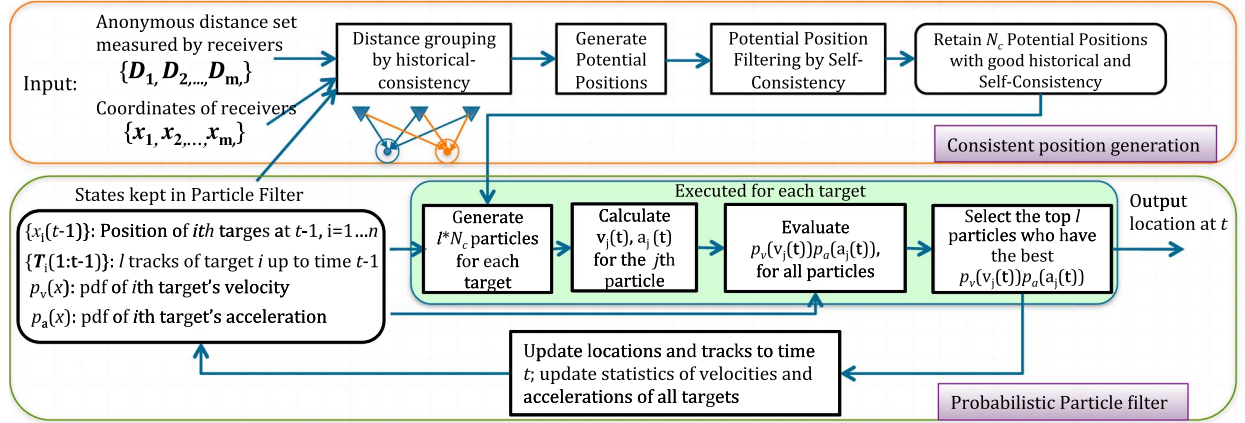 Anonymous distance set
measured by receivers
{D1, D2,..., Dm,}
Input:
Coordinates of receivers
{x1, x2,...,xm,}
Distance grouping
by historical-
consistency
Generate
Potential
Positions
Potential Position
Filtering by Self-
Consistency
Retain Nc Potential Positions
with good historical and
Self-Consistency
Consistent position generation
States kept in Particle Filter
{xi(t-1)}: Position of ith targes at t-1, i=1...n
{Ti(1:t-1)}: l tracks of target i up to time t-1
pv(x): pdf of ith target's velocity
pa(x): pdf of ith target's acceleration
Executed for each target
Generate
l*Nc particles
for each
target
Calculate
vj(t), aj(t)
for the jth
particle
Evaluate
pv(vj(t))pa(aj(t)),
for all particles
Select the top l
particles who have
the best
pv(vj(t))pa(aj(t))
Output
location at t
Update locations and tracks to time
t; update statistics of velocities and
accelerations of all targets
Probabilistic Particle filter